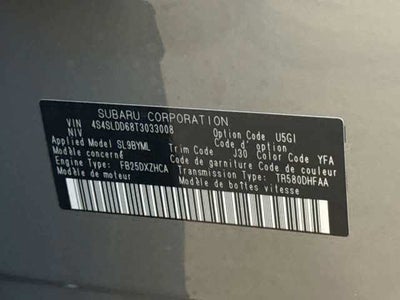 SUBARU CORPORATION
VIN 4S4SLDD68T3033008 Option Code U5GI
NIV Code d' option
Applied Model SL9BYML Trim Code J30 Color Code YFA
Modèle concerné Code de garniture Code de couleur
Engine Type FB25DXZHCA Transmission Type TR580DHFAA
Modèle de moteur Modèle de boîtes vitesse